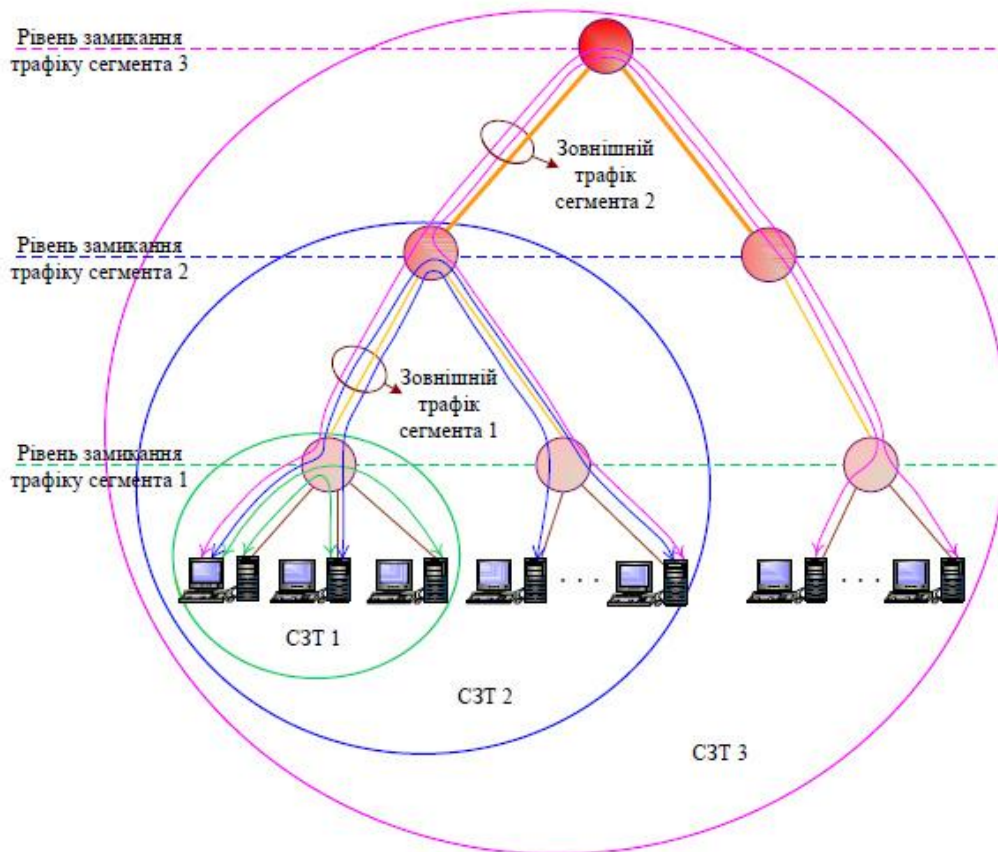 Рівень замикання
трафіку сегмента 3
Зовнішній
трафік
сегмента 2
Рівень замикання
трафіку сегмента 2
Зовнішній
трафік
сегмента 1
Рівень замикання
трафіку сегмента 1
. . .
. . .
СЗТ 1
СЗТ 2
СЗТ 3